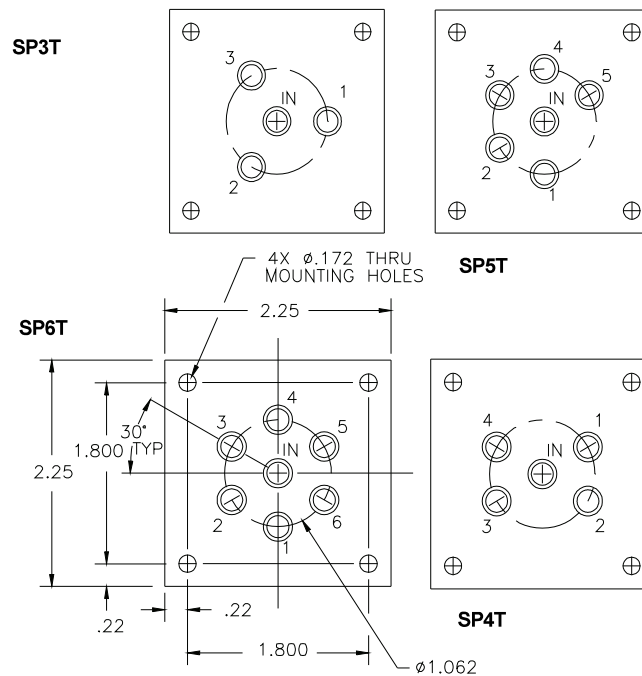 SP3T
3
1
IN
2
4
3
5
IN
2
1
SP5T
4X ø.172 THRU
MOUNTING HOLES
2.25
SP6T
4
3
5
30°
TYP
IN
1.800
2.25
2
6
1
.22
.22
1.800
ø1.062
4
1
IN
3
2
SP4T